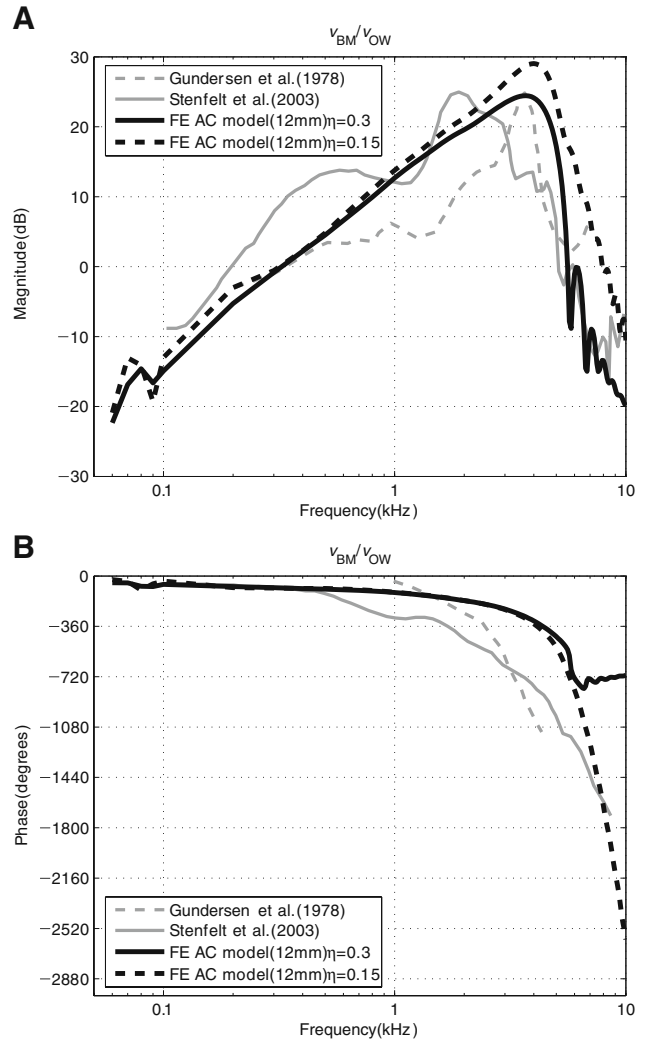 A
vBM/vOW
30
20
10
0
−10
−20
−30
Magnitude(dB)
Gundersen et al.(1978)
Stenfelt et al.(2003)
FE AC model(12mm)η=0.3
FE AC model(12mm)η=0.15
0.1
1
10
Frequency(kHz)
B
vBM/vOW
0
−360
−720
−1080
−1440
−1800
−2160
−2520
−2880
Phase(degrees)
Gundersen et al.(1978)
Stenfelt et al.(2003)
FE AC model(12mm)η=0.3
FE AC model(12mm)η=0.15
0.1
1
10
Frequency(kHz)